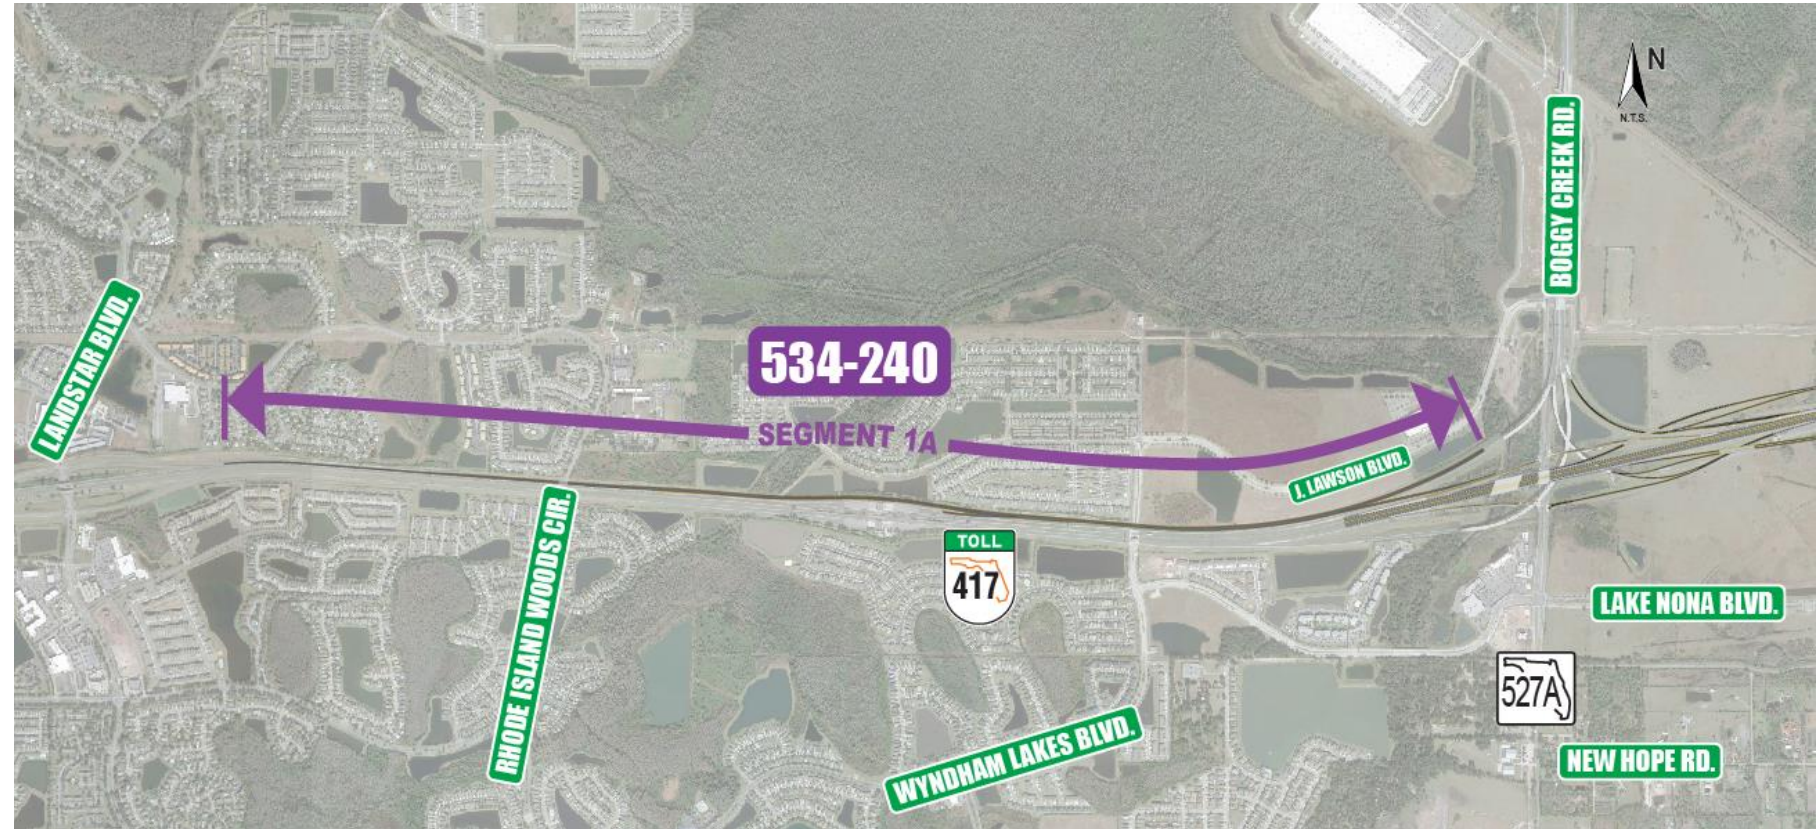 N
N.T.S.
BOGGY CREEK RD.
LANDSTAR BLVD.
534-240
SEGMENT 1A
J. LAWSON BLVD.
RHODE ISLAND WOODS CIR.
TOLL
417
LAKE NONA BLVD.
527A
WYNDHAM LAKES BLVD.
NEW HOPE RD.